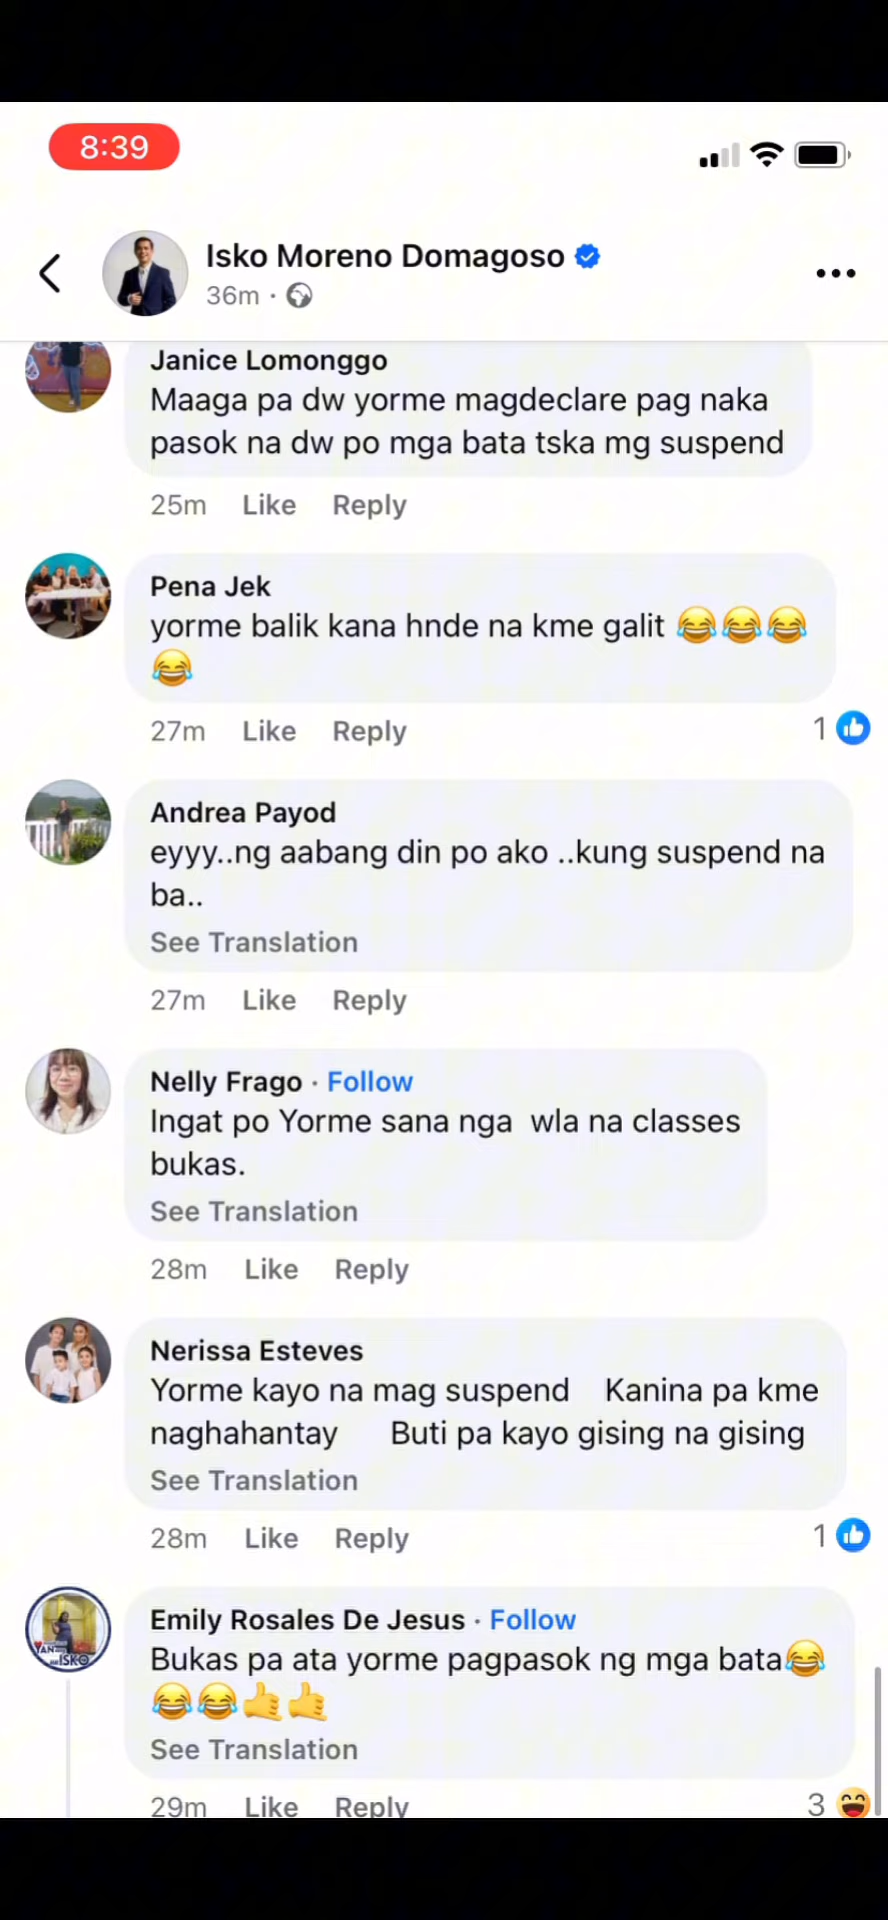 8:39
Isko Moreno Domagoso
36m ·
Janice Lomonggo
Maaga pa dw yorme magdeclare pag naka
pasok na dw po mga bata tska mg suspend
25m Like Reply
Pena Jek
yorme balik kana hnde na kme galit 😂😂😂
😂
27m Like Reply 1
Andrea Payod
eyyy..ng aabang din po ako ..kung suspend na
ba..
See Translation
27m Like Reply
Nelly Frago · Follow
Ingat po Yorme sana nga wla na classes
bukas.
See Translation
28m Like Reply
Nerissa Esteves
Yorme kayo na mag suspend Kanina pa kme
naghahantay Buti pa kayo gising na gising
See Translation
28m Like Reply 1
YAN
ISKO
Emily Rosales De Jesus · Follow
Bukas pa ata yorme pagpasok ng mga bata😂
😂😂🤙🤙
See Translation
29m Like Reply 3